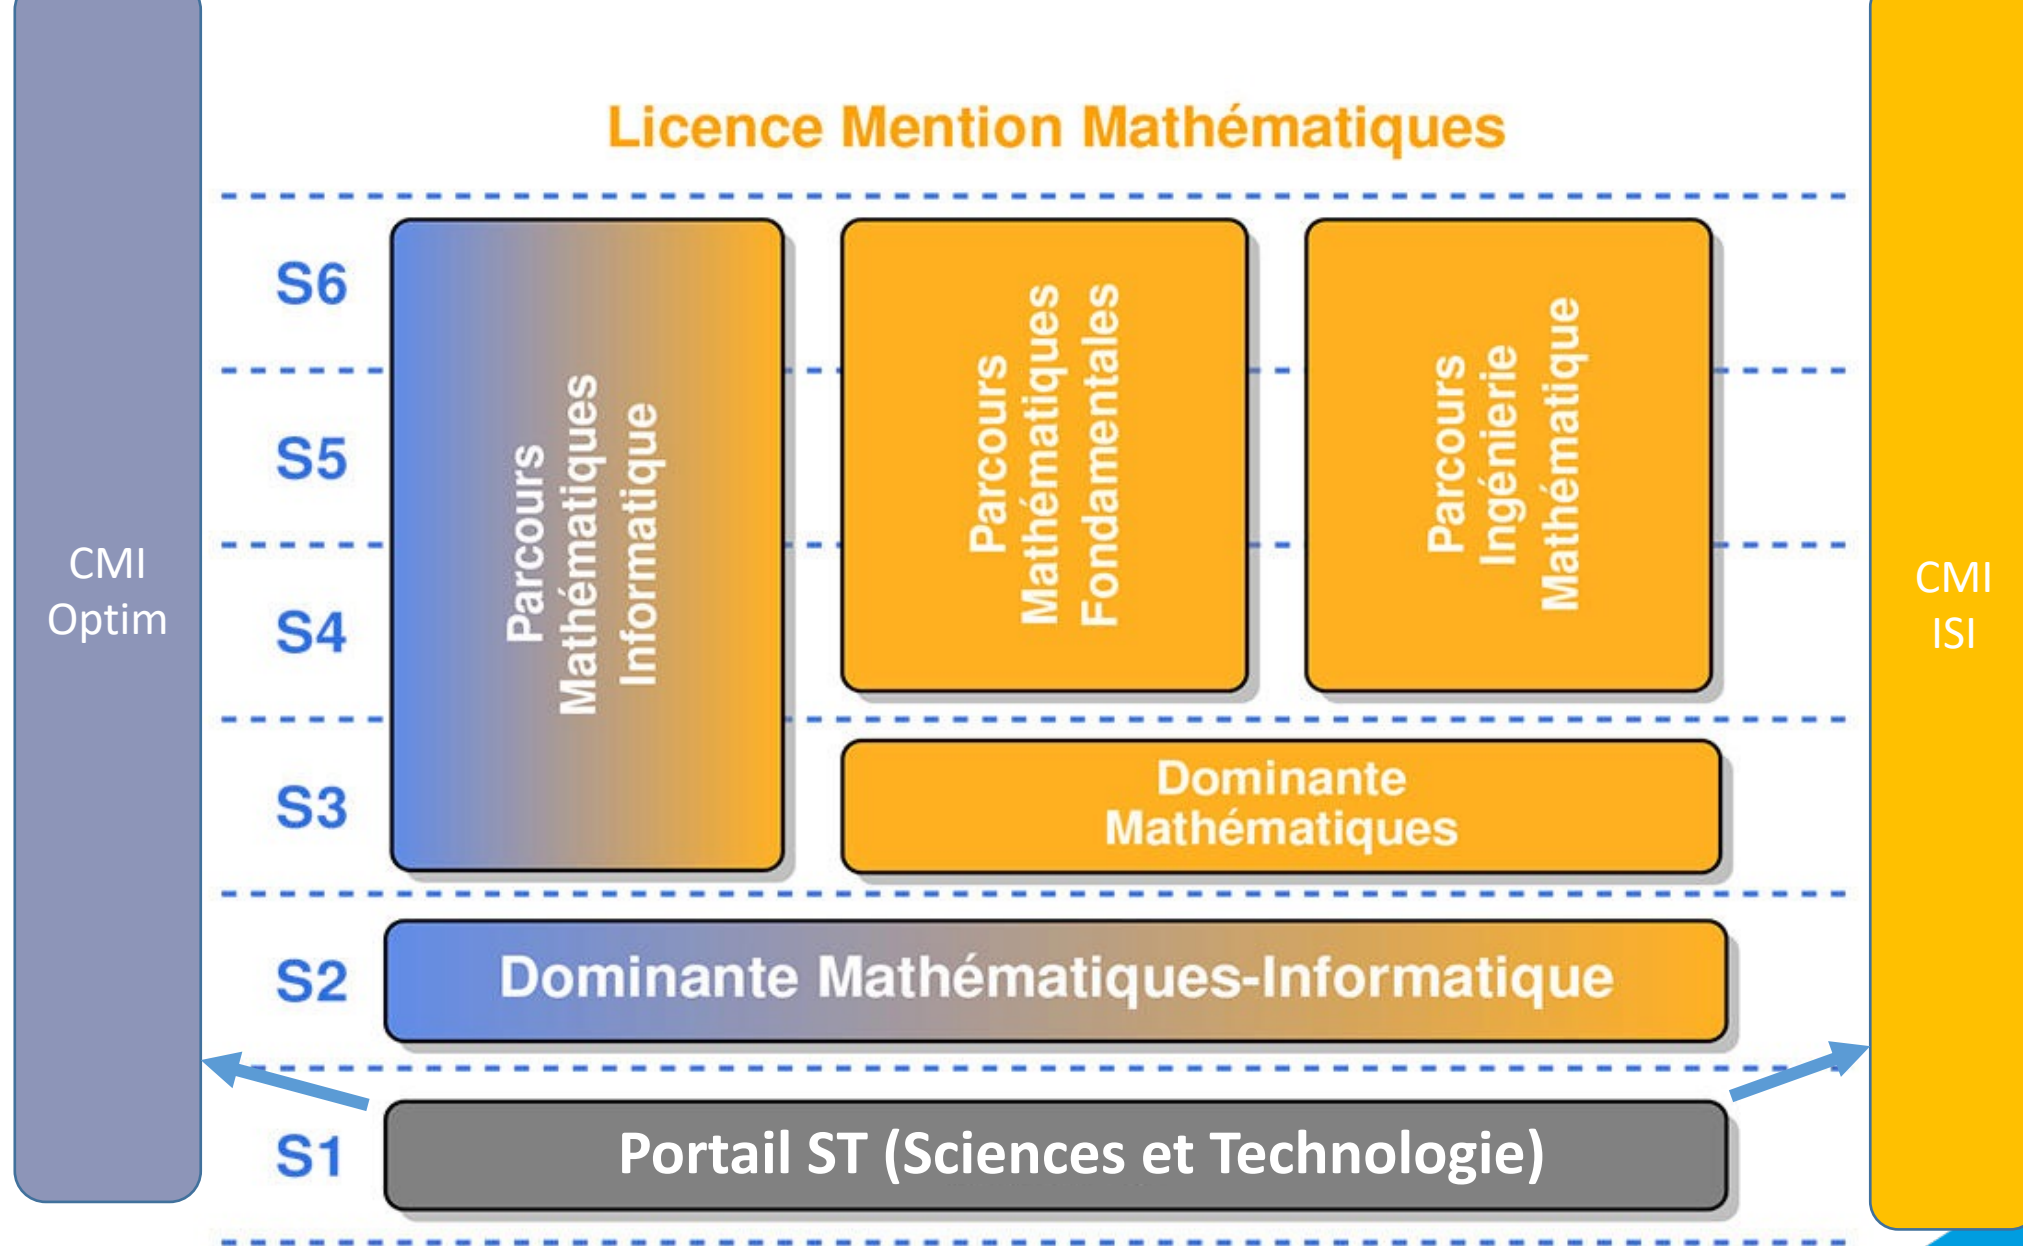 Licence Mention Mathématiques
S6
S5
S4
S3
S2
S1
CMI
Optim
Parcours
Mathématiques
Informatique
Parcours
Mathématiques
Fondamentales
Parcours
Ingénierie
Mathématique
Dominante
Mathématiques
Dominante Mathématiques-Informatique
Portail ST (Sciences et Technologie)
CMI
ISI